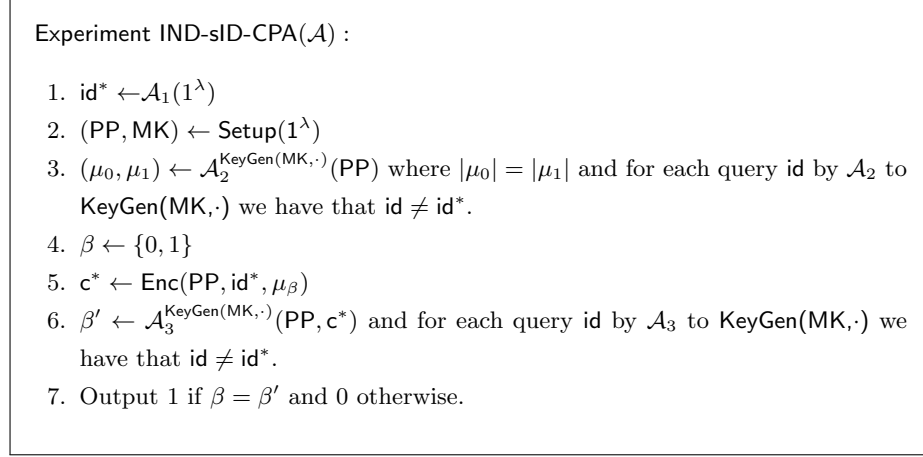 Experiment IND-sID-CPA(𝒜) :
1. id* ←𝒜₁(1^λ)
2. (PP, MK) ← Setup(1^λ)
3. (μ₀, μ₁) ← 𝒜₂^KeyGen(MK,·)(PP) where |μ₀| = |μ₁| and for each query id by 𝒜₂ to
KeyGen(MK,·) we have that id ≠ id*.
4. β ← {0, 1}
5. c* ← Enc(PP, id*, μ_β)
6. β′ ← 𝒜₃^KeyGen(MK,·)(PP, c*) and for each query id by 𝒜₃ to KeyGen(MK,·) we
have that id ≠ id*.
7. Output 1 if β = β′ and 0 otherwise.